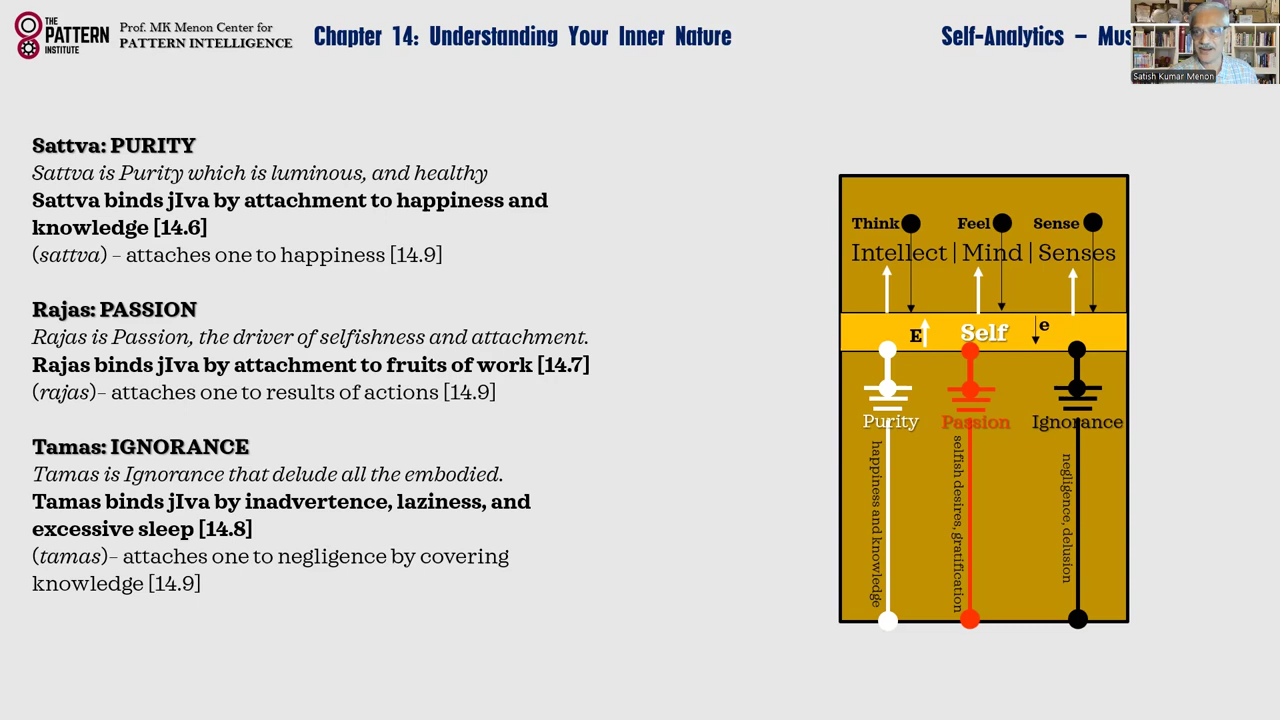 THE
PATTERN
INSTITUTE
Prof. MK Menon Center for
PATTERN INTELLIGENCE
Chapter 14: Understanding Your Inner Nature
Self-Analytics –
Satish Kumar Menon
Sattva: PURITY
Sattva is Purity which is luminous, and healthy
Sattva binds jIva by attachment to happiness and
knowledge [14.6]
(sattva) – attaches one to happiness [14.9]
Rajas: PASSION
Rajas is Passion, the driver of selfishness and attachment.
Rajas binds jIva by attachment to fruits of work [14.7]
(rajas)– attaches one to results of actions [14.9]
Tamas: IGNORANCE
Tamas is Ignorance that delude all the embodied.
Tamas binds jIva by inadvertence, laziness, and
excessive sleep [14.8]
(tamas)– attaches one to negligence by covering
knowledge [14.9]
Think Feel Sense
Intellect | Mind | Senses
E Self e
Purity Passion Ignorance
happiness and knowledge
selfish desires, gratification
negligence, delusion